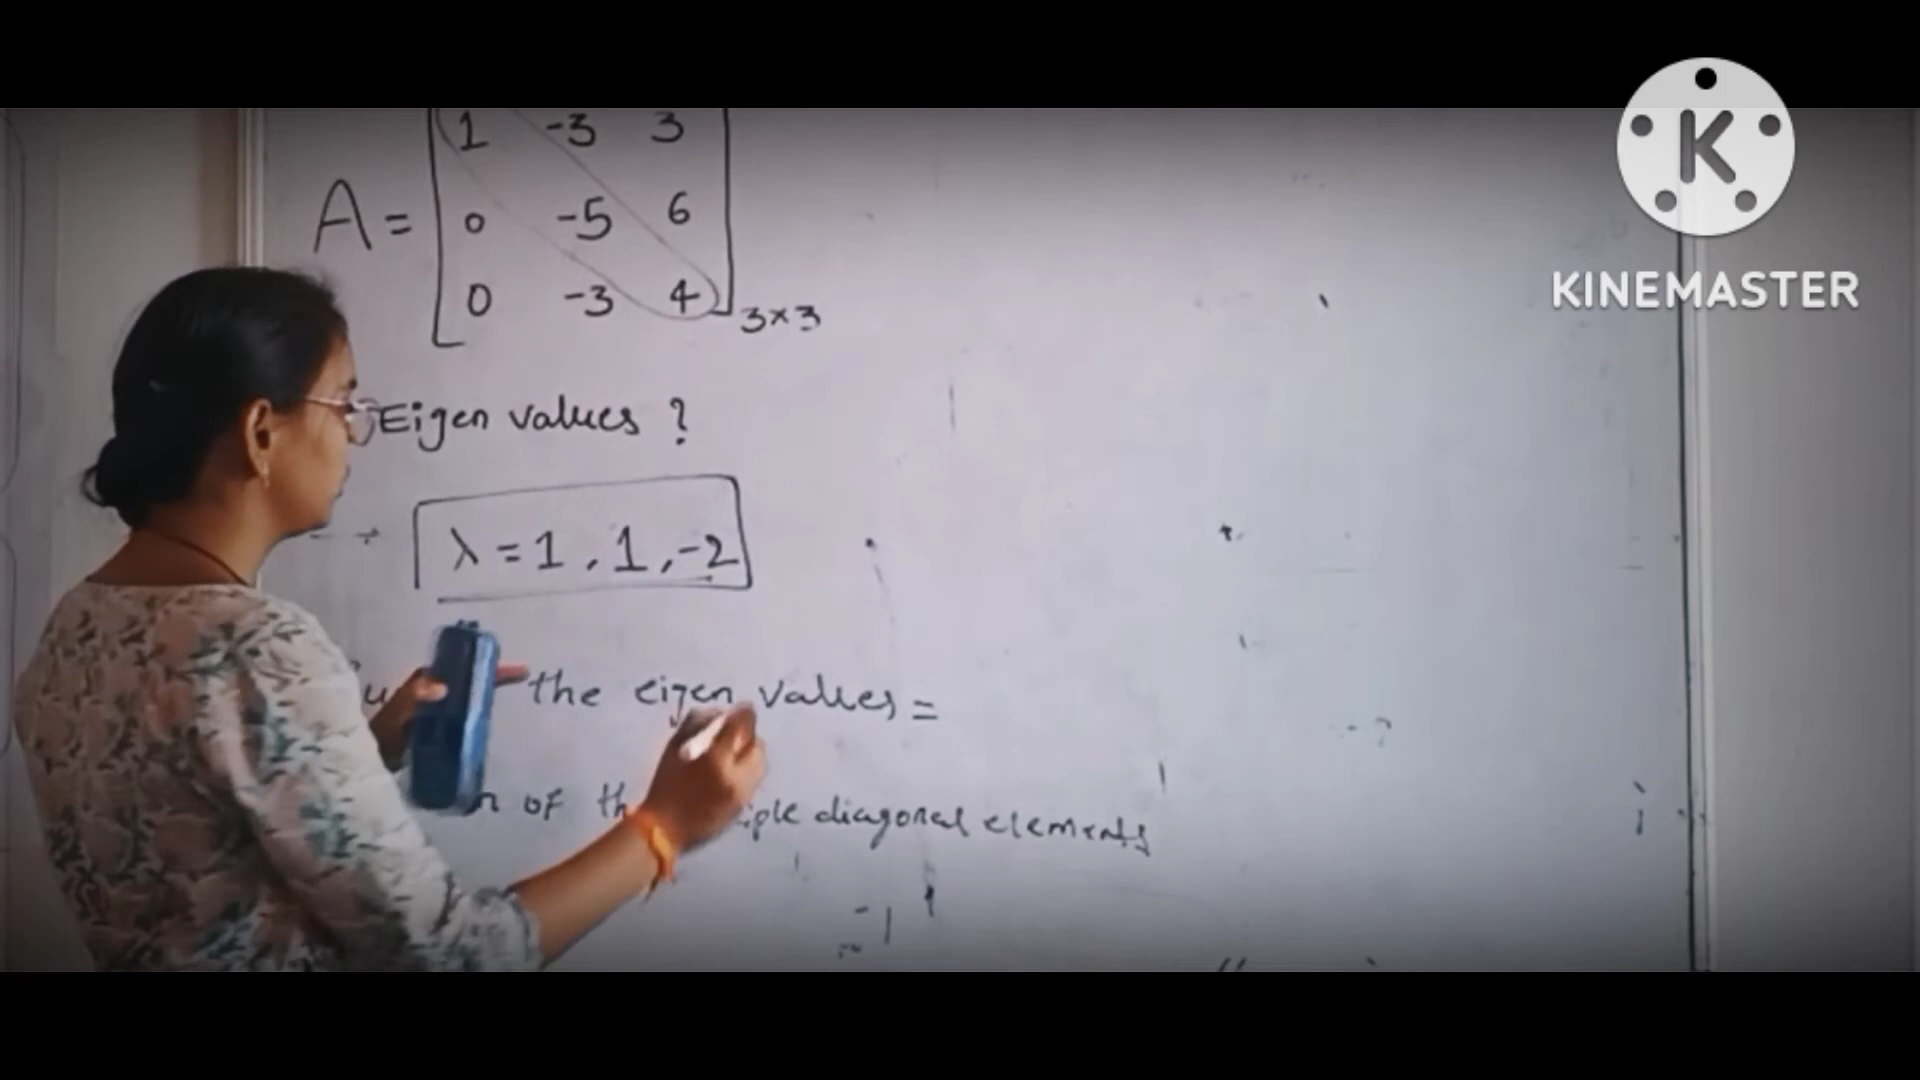 1 -3 3
A = 0 -5 6
0 -3 4 3×3
Eigen values ?
λ = 1 , 1 , -2
the eigen values =
of diagonal elements
K
KINEMASTER